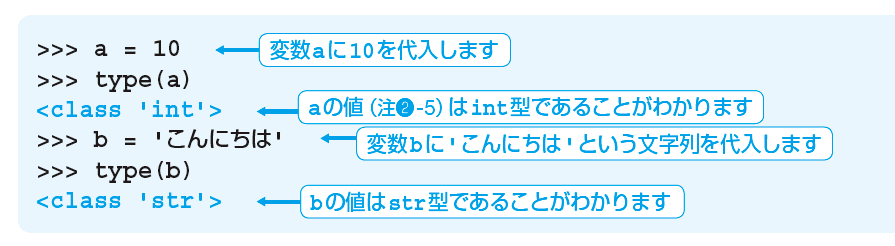 >>> a = 10 変数aに10を代入します
>>> type(a)
<class 'int'> aの値(注❷-5)はint型であることがわかります
>>> b = 'こんにちは' 変数bに'こんにちは'という文字列を代入します
>>> type(b)
<class 'str'> bの値はstr型であることがわかります